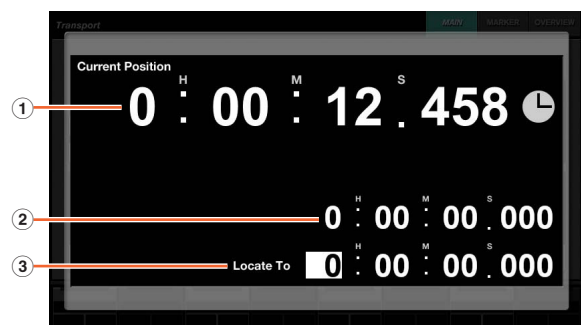 Transport MAIN MARKER OVERVIEW
Current Position
H M S
1 0 : 00 : 12 . 458
H M S
2 0 : 00 : 00 . 000
H M S
3 Locate To 0 : 00 : 00 . 000